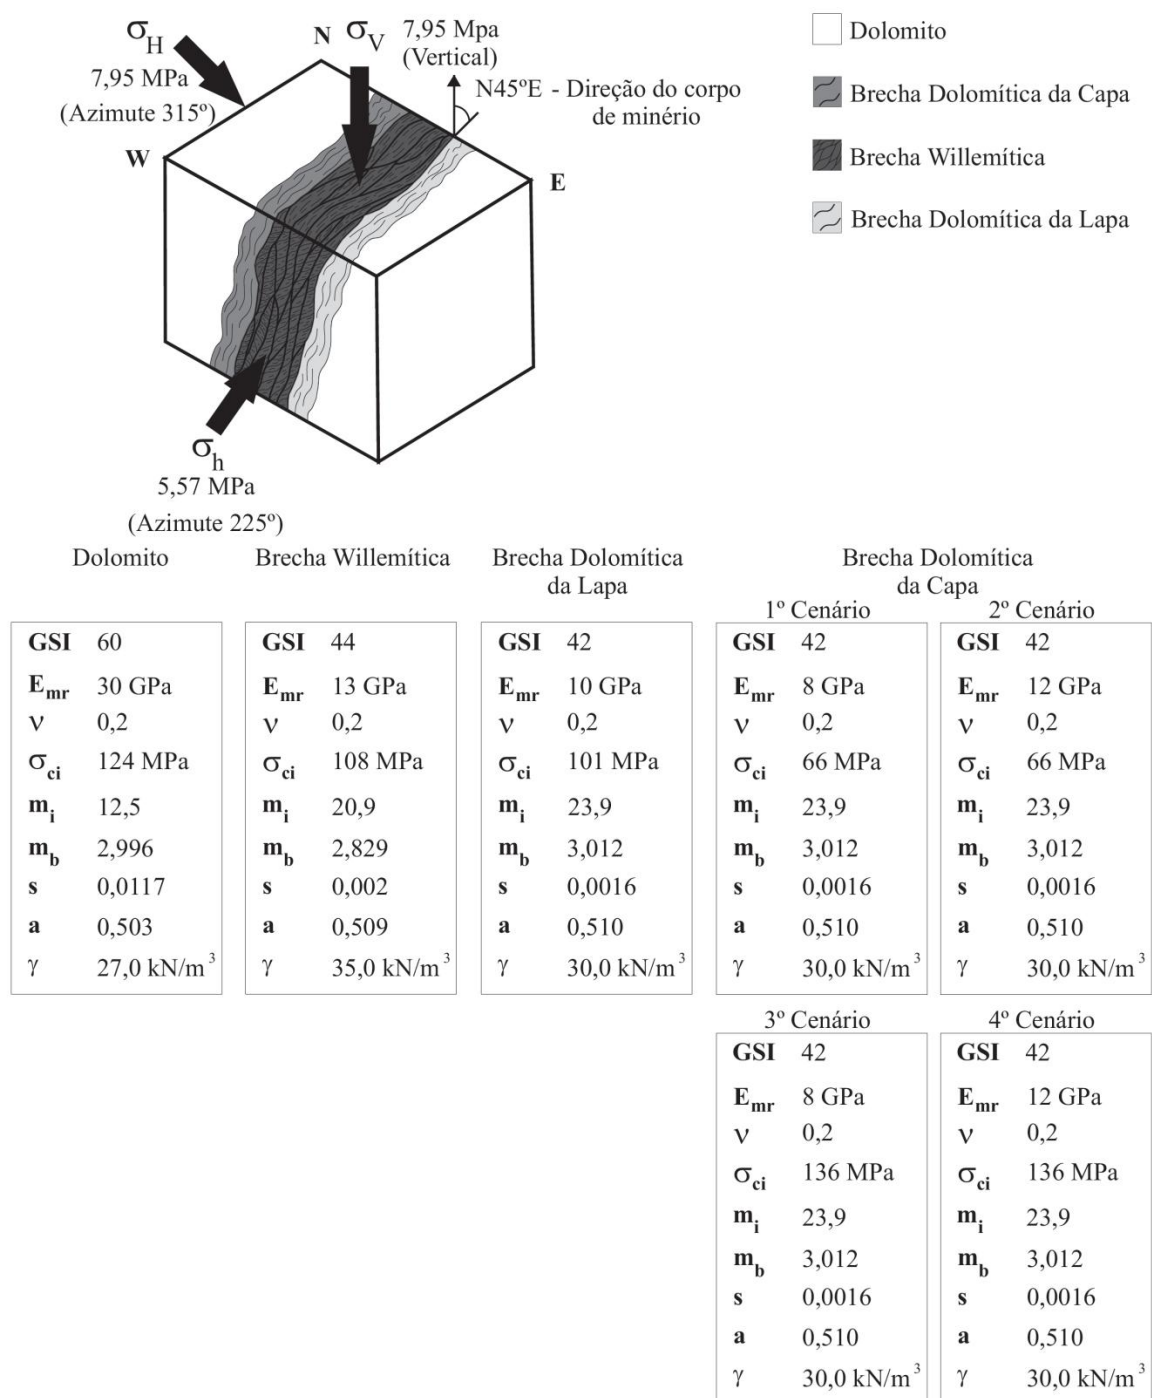 σH
7,95 MPa
(Azimute 315º)
N
σV
7,95 Mpa
(Vertical)
N45ºE - Direção do corpo
de minério
W
E
σh
5,57 MPa
(Azimute 225º)
Dolomito
Brecha Dolomítica da Capa
Brecha Willemítica
Brecha Dolomítica da Lapa
Dolomito
GSI 60
Emr 30 GPa
ν 0,2
σci 124 MPa
mi 12,5
mb 2,996
s 0,0117
a 0,503
γ 27,0 kN/m³
Brecha Willemítica
GSI 44
Emr 13 GPa
ν 0,2
σci 108 MPa
mi 20,9
mb 2,829
s 0,002
a 0,509
γ 35,0 kN/m³
Brecha Dolomítica
da Lapa
GSI 42
Emr 10 GPa
ν 0,2
σci 101 MPa
mi 23,9
mb 3,012
s 0,0016
a 0,510
γ 30,0 kN/m³
Brecha Dolomítica
da Capa
1º Cenário
GSI 42
Emr 8 GPa
ν 0,2
σci 66 MPa
mi 23,9
mb 3,012
s 0,0016
a 0,510
γ 30,0 kN/m³
2º Cenário
GSI 42
Emr 12 GPa
ν 0,2
σci 66 MPa
mi 23,9
mb 3,012
s 0,0016
a 0,510
γ 30,0 kN/m³
3º Cenário
GSI 42
Emr 8 GPa
ν 0,2
σci 136 MPa
mi 23,9
mb 3,012
s 0,0016
a 0,510
γ 30,0 kN/m³
4º Cenário
GSI 42
Emr 12 GPa
ν 0,2
σci 136 MPa
mi 23,9
mb 3,012
s 0,0016
a 0,510
γ 30,0 kN/m³